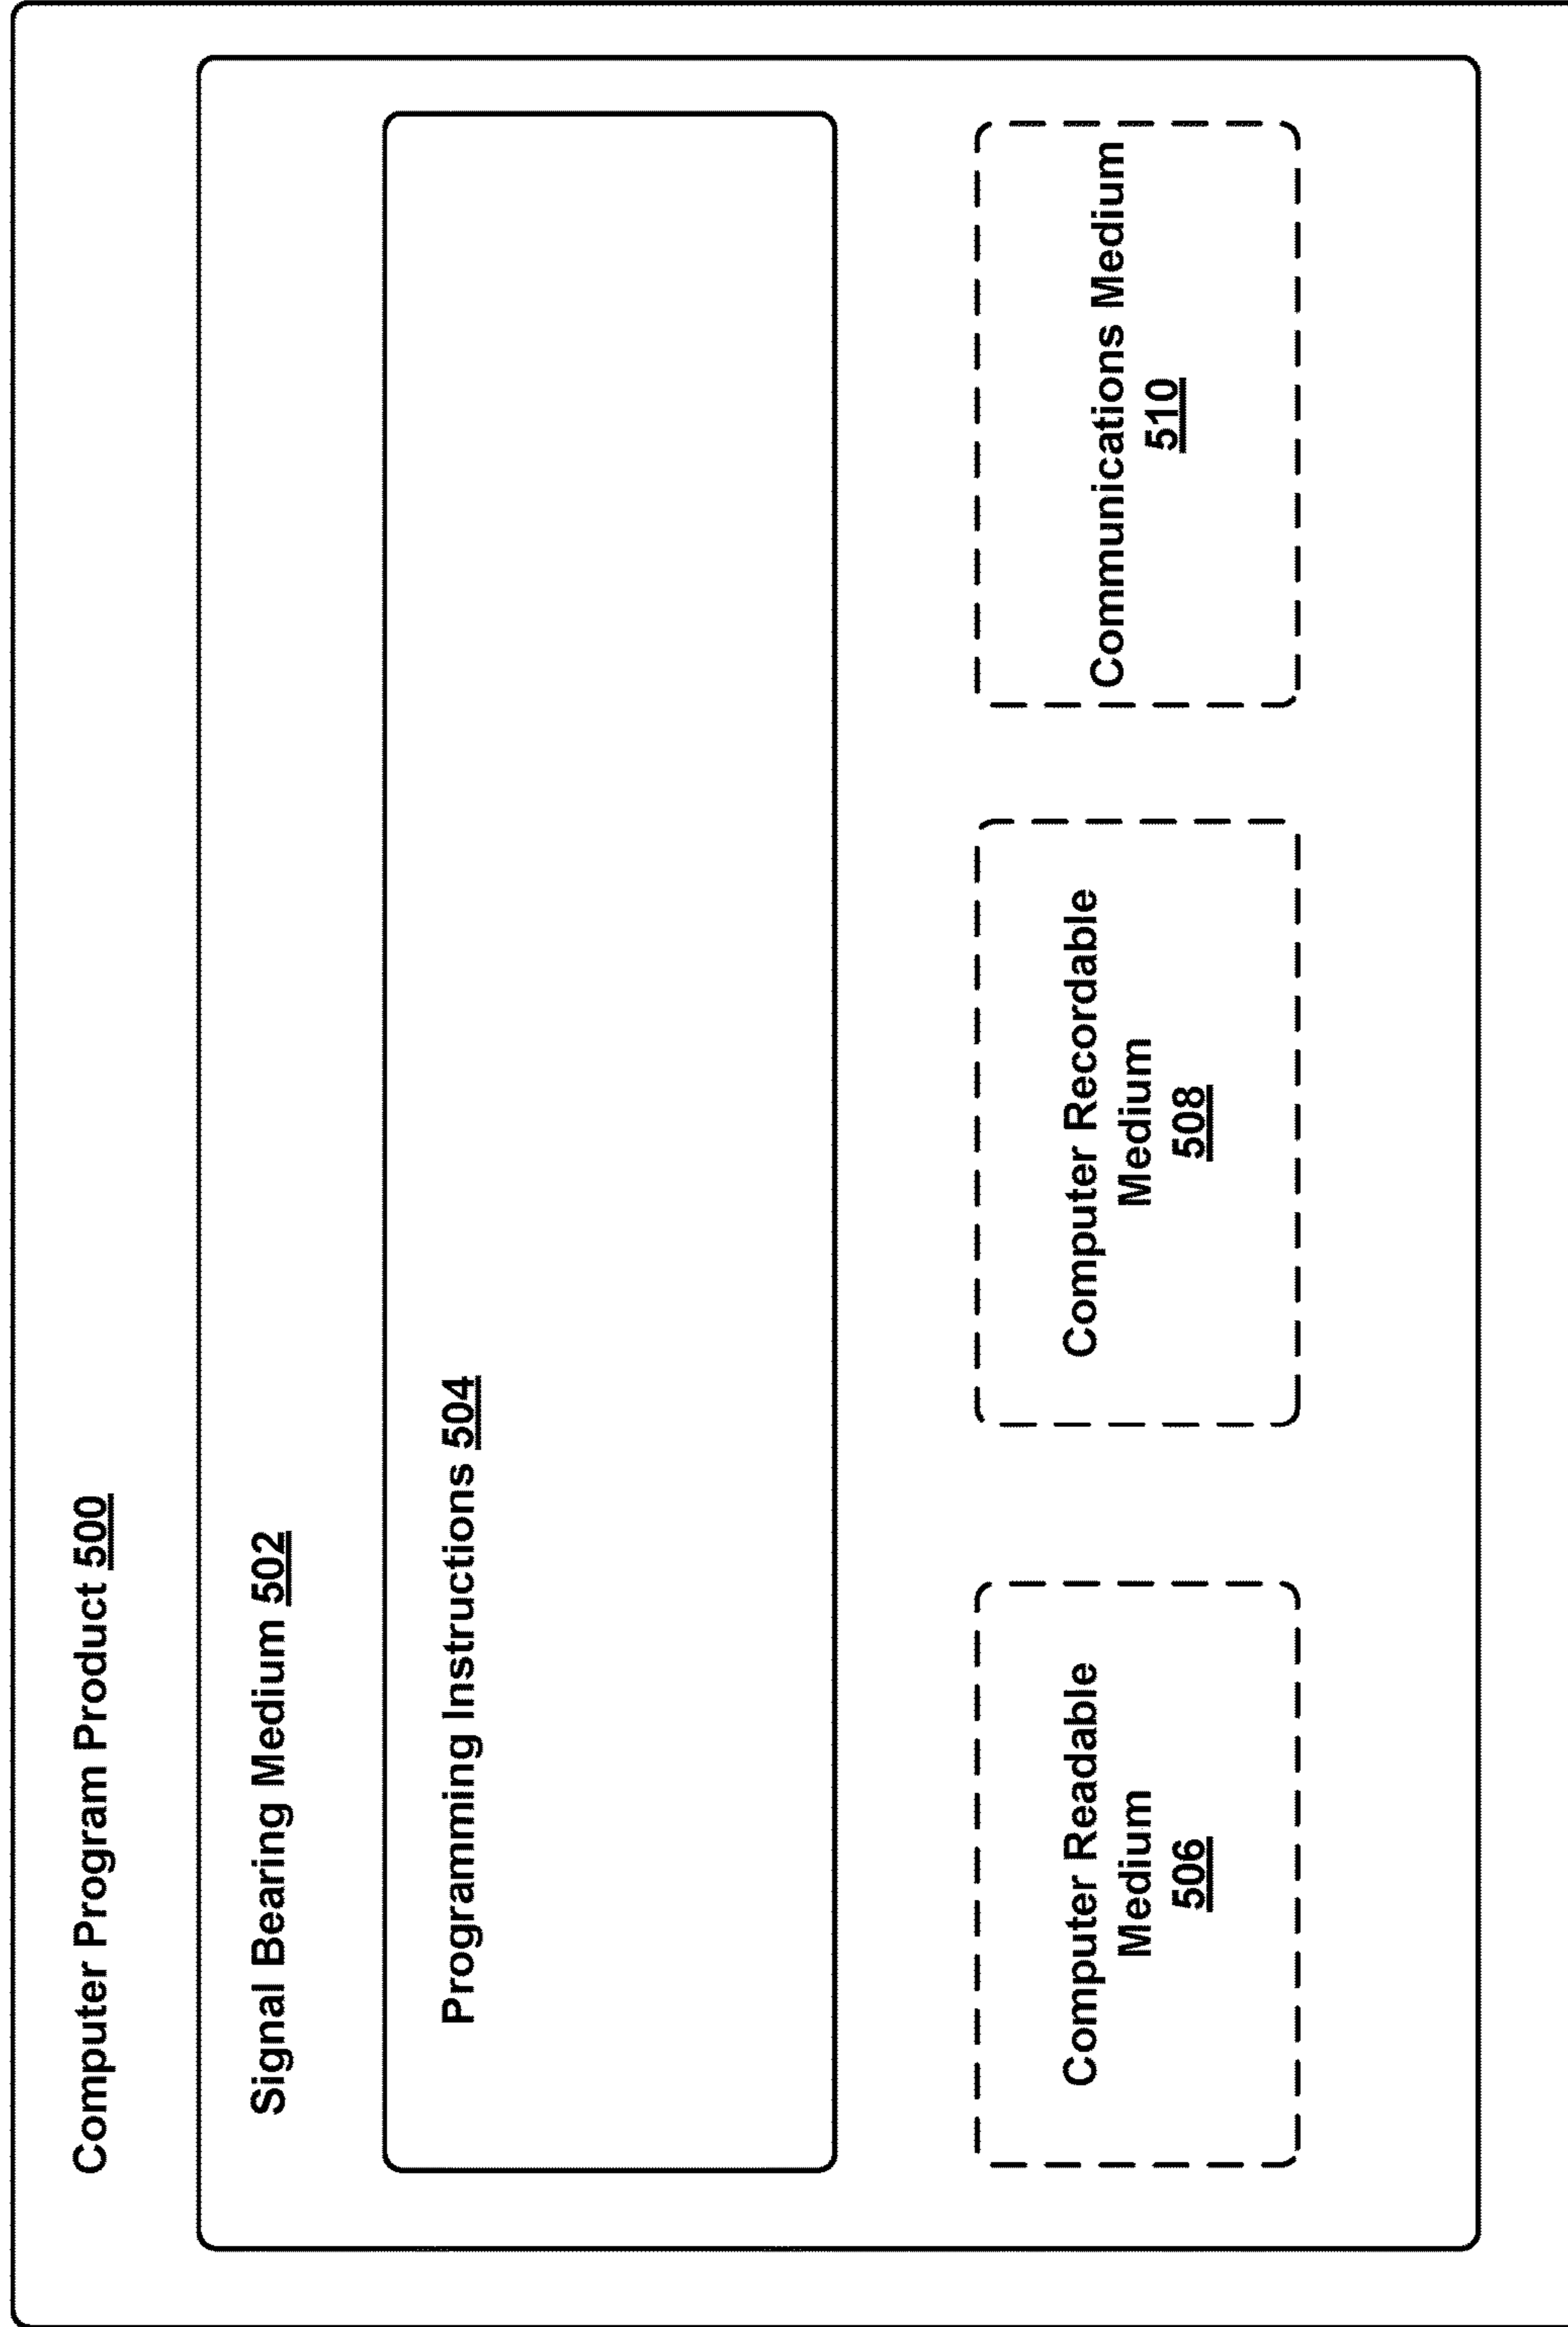 Computer Program Product 500
Signal Bearing Medium 502
Programming Instructions 504
Computer Readable
Medium
506
Computer Recordable
Medium
508
Communications Medium
510